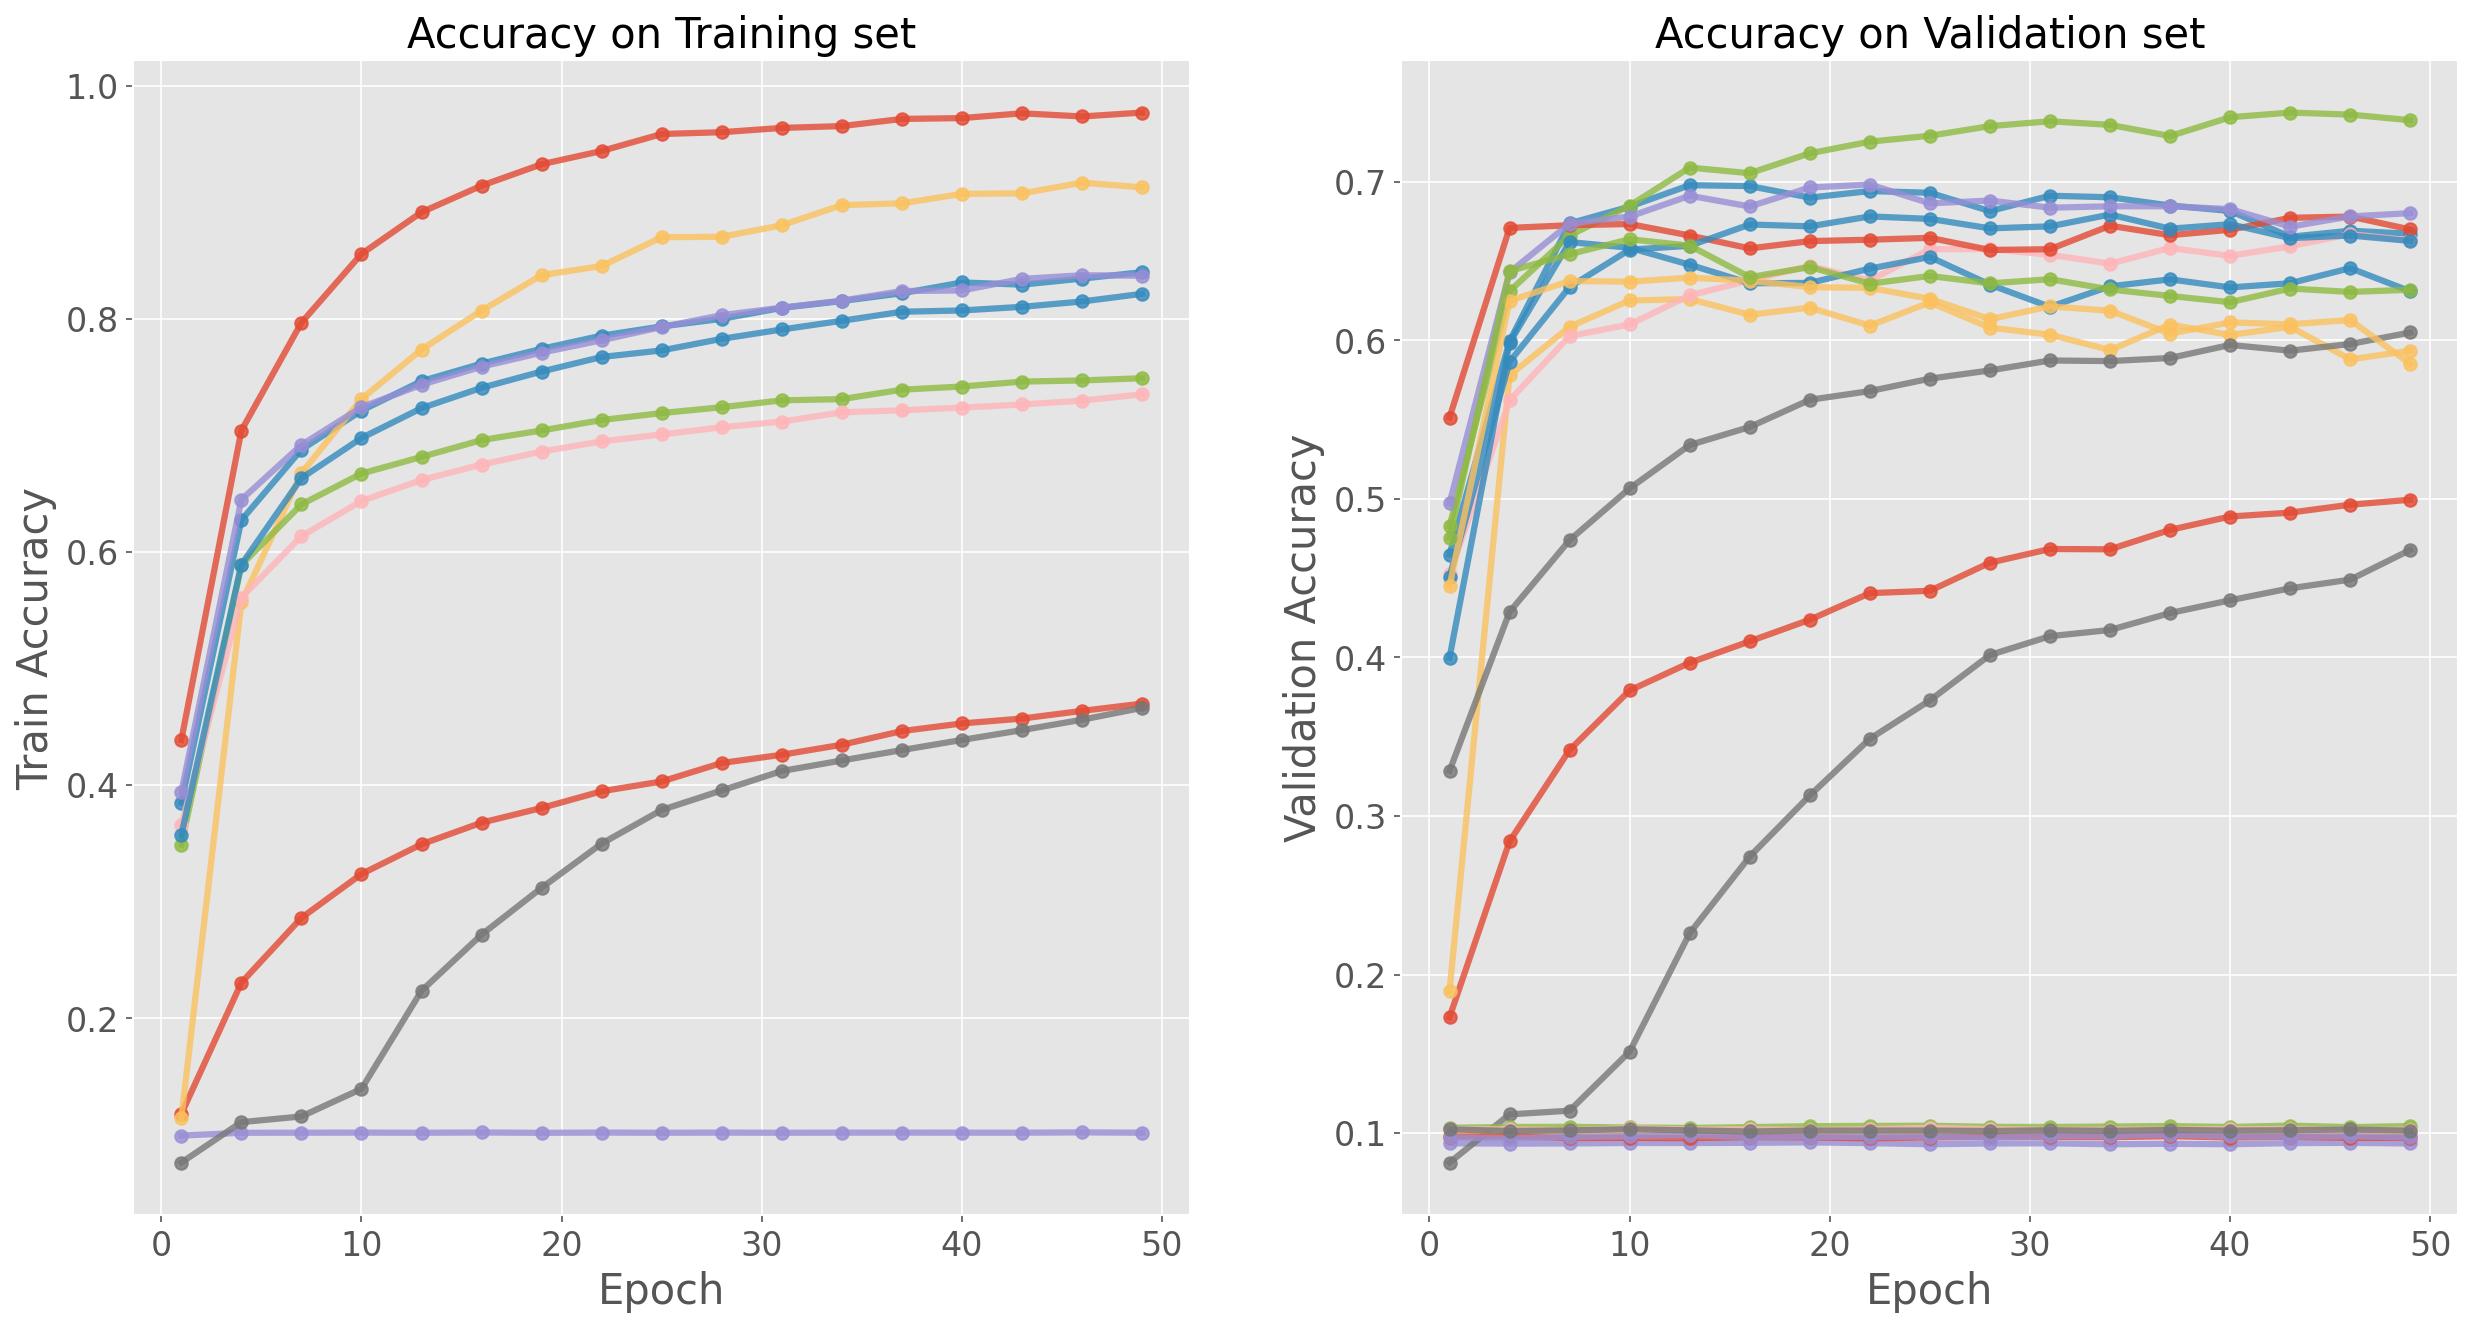 Accuracy on Training set
1.0
0.8
0.6
0.4
0.2
Train Accuracy
0 10 20 30 40 50
Epoch
Accuracy on Validation set
0.7
0.6
0.5
0.4
0.3
0.2
0.1
Validation Accuracy
0 10 20 30 40 50
Epoch